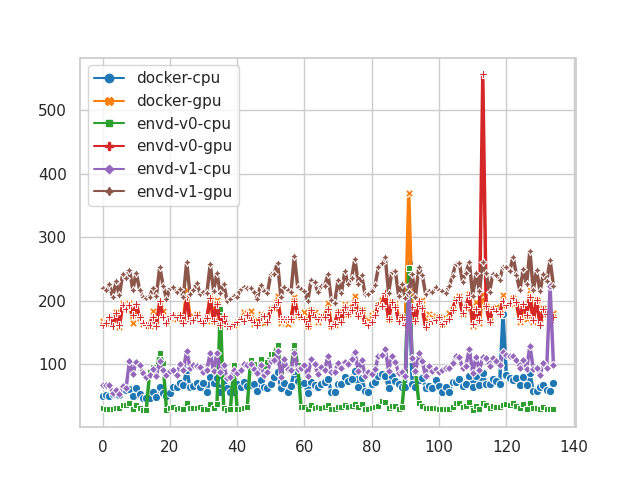 docker-cpu
docker-gpu
envd-v0-cpu
envd-v0-gpu
envd-v1-cpu
envd-v1-gpu
500
400
300
200
100
0 20 40 60 80 100 120 140